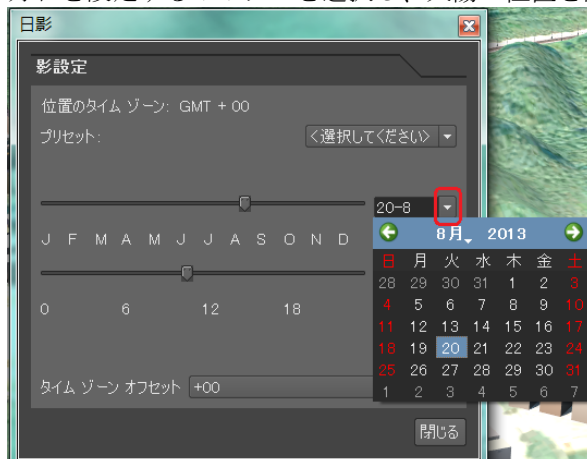 日影
影設定
位置のタイム ゾーン: GMT + 00
プリセット:
<選択してください>
20-8
J F M A M J J A S O N D
8月 2013
日 月 火 水 木 金 土
28 29 30 31 1 2 3
4 5 6 7 8 9 10
11 12 13 14 15 16 17
18 19 20 21 22 23 24
25 26 27 28 29 30 31
1 2 3 4 5 6 7
0 6 12 18
タイム ゾーン オフセット +00
閉じる